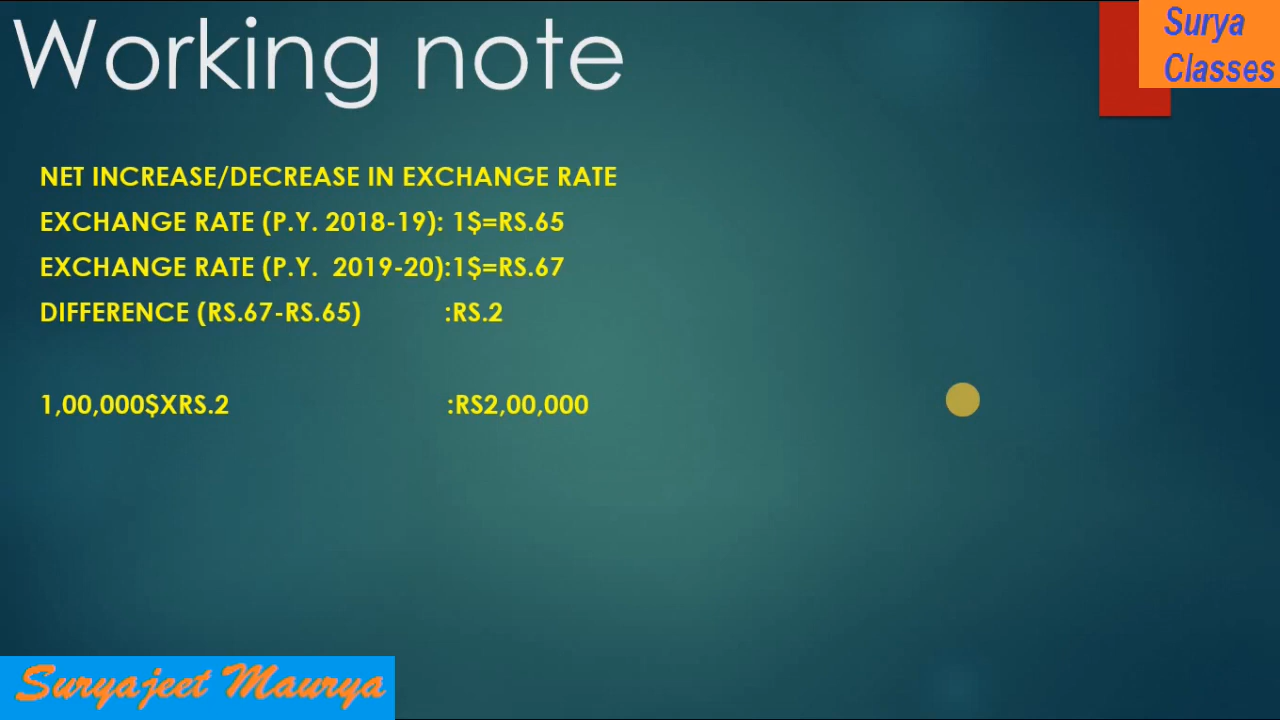 Working note
Surya
Classes
NET INCREASE/DECREASE IN EXCHANGE RATE
EXCHANGE RATE (P.Y. 2018-19): 1$=RS.65
EXCHANGE RATE (P.Y. 2019-20):1$=RS.67
DIFFERENCE (RS.67-RS.65) :RS.2
1,00,000$XRS.2 :RS2,00,000
Suryajeet Maurya